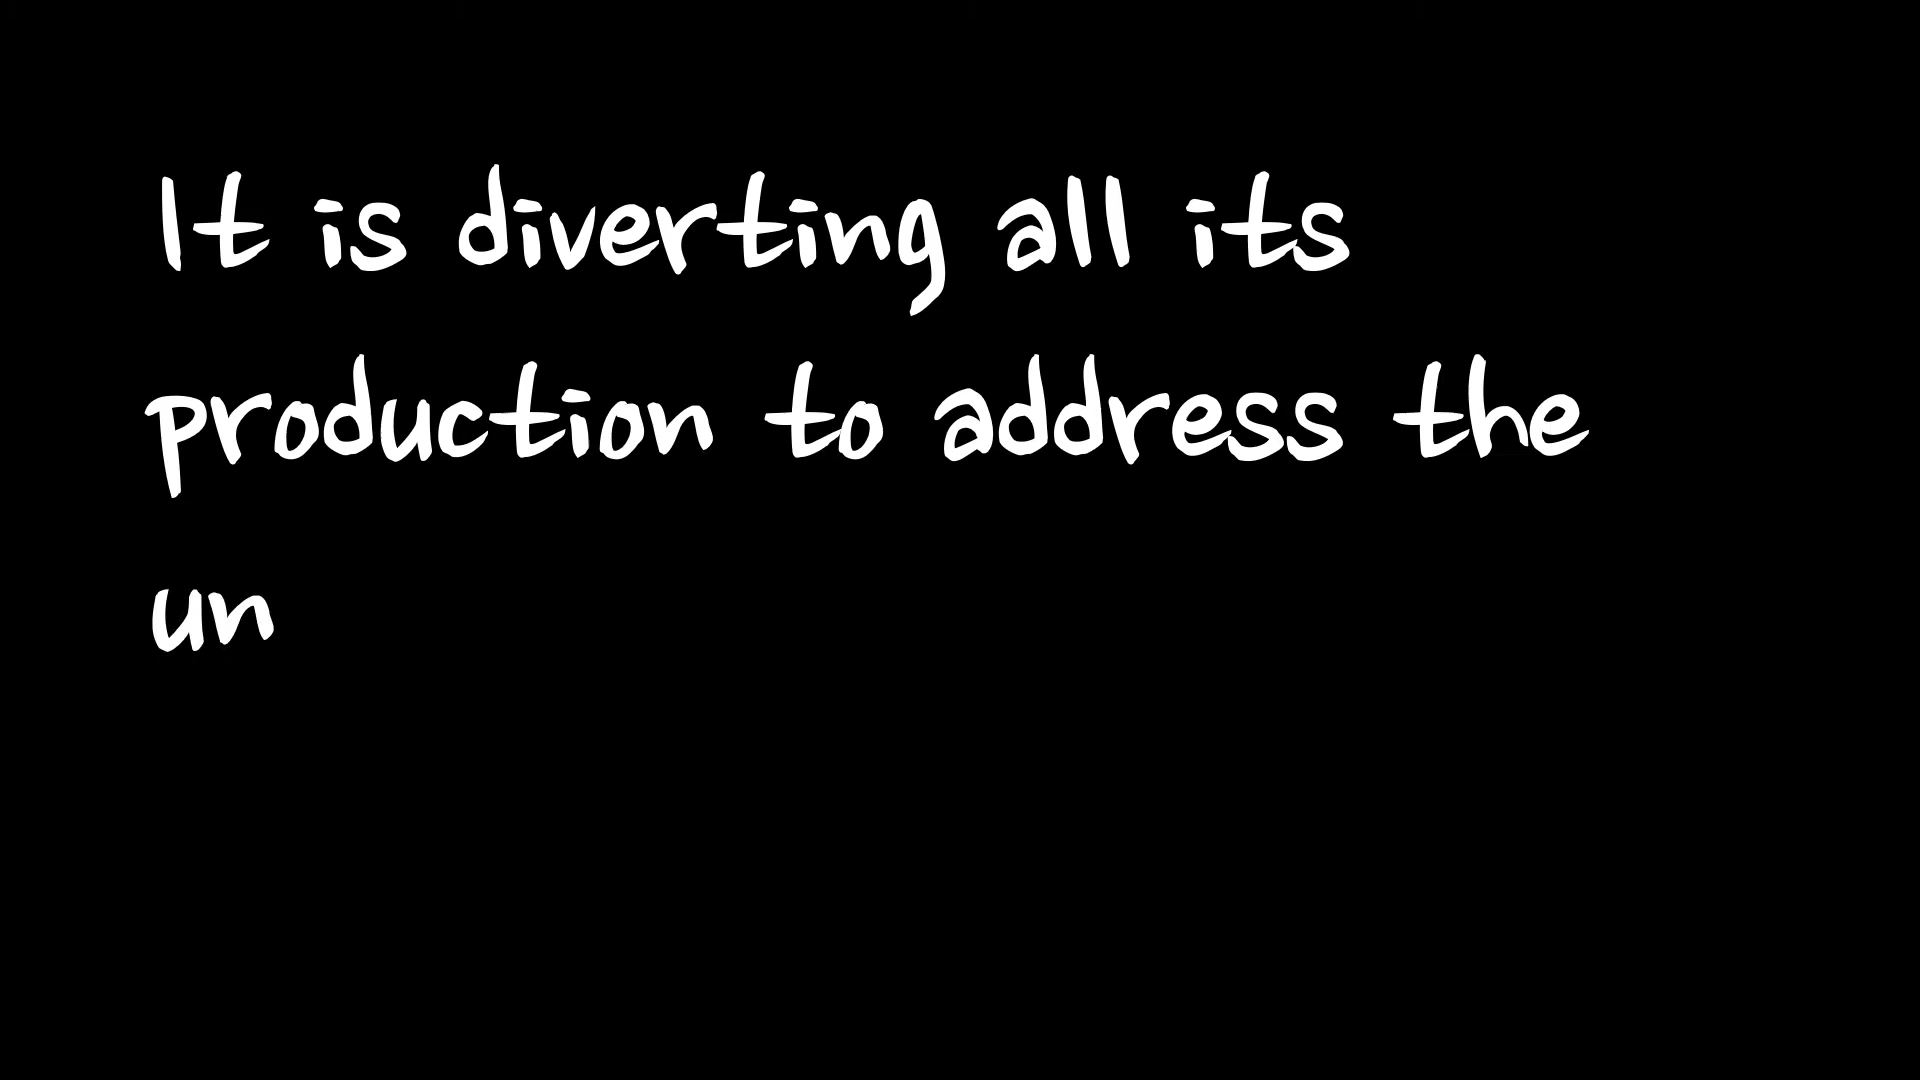 It is diverting all its
production to address the
un